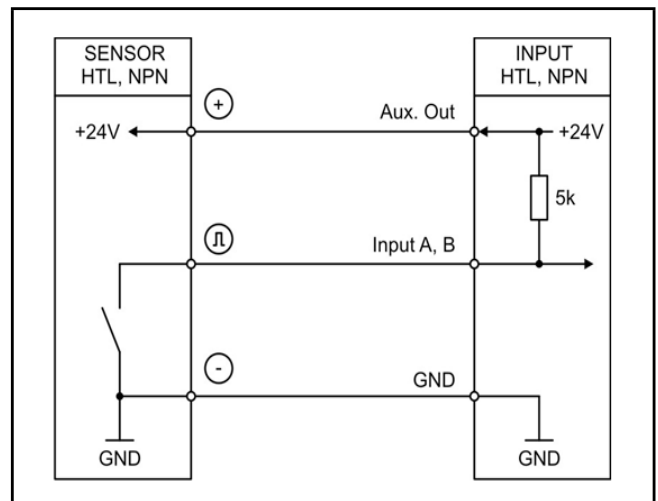 SENSOR
HTL, NPN
INPUT
HTL, NPN
+
Aux. Out
+24V
+24V
5k
Input A, B
-
GND
GND
GND